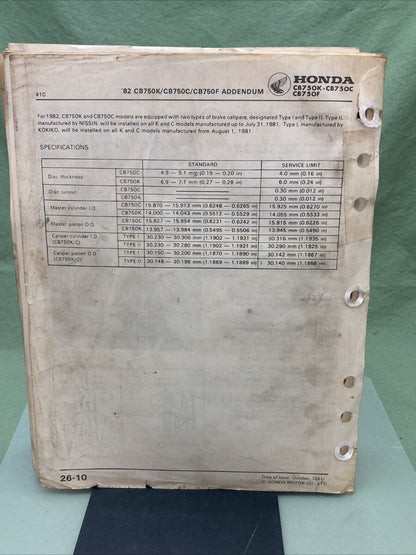 410
'82 CB750K/CB750C/CB750F ADDENDUM
HONDA
CB750K·CB750C
CB750F
For 1982, CB750K and CB750C models are equipped with two types of brake calipers, designated Type I and Type II. Type II,
manufactured by NISSIN, will be installed on all K and C models manufactured up to July 31, 1981. Type I, manufactured by
KOKIKO, will be installed on all K and C models manufactured from August 1, 1981.
SPECIFICATIONS
STANDARD SERVICE LIMIT
Disc thickness CB750C 4.9 — 5.1 mm (0.19 — 0.20 in) 4.0 mm (0.16 in)
CB750K 6.9 — 7.1 mm (0.27 — 0.28 in) 6.0 mm (0.24 in)
Disc runout CB750C 0.30 mm (0.012 in)
CB750K 0.30 mm (0.012 in)
Master cylinder I.D. CB750C 15.870 — 15.913 mm (0.6248 — 0.6265 in) 15.925 mm (0.6270 in)
CB750K 14.000 — 14.043 mm (0.5512 — 0.5529 in) 14.055 mm (0.5533 in)
Master piston O.D. CB750C 15.827 — 15.854 mm (0.6231 — 0.6242 in) 15.815 mm (0.6226 in)
CB750K 13.957 — 13.984 mm (0.5495 — 0.5506 in) 13.945 mm (0.5490 in)
Caliper cylinder I.D. (CB750K/C) TYPE I 30.230 — 30.306 mm (1.1902 — 1.1931 in) 30.316 mm (1.1935 in)
TYPE II 30.230 — 30.280 mm (1.1902 — 1.1921 in) 30.290 mm (1.1925 in)
Caliper piston O.D. (CB750K/C) TYPE I 30.150 — 30.200 mm (1.1870 — 1.1890 in) 30.142 mm (1.1867 in)
TYPE II 30.148 — 30.198 mm (1.1869 — 1.1889 in) 30.140 mm (1.1866 in)
26-10
Date of Issue: October, 1981
© HONDA MOTOR CO., LTD.